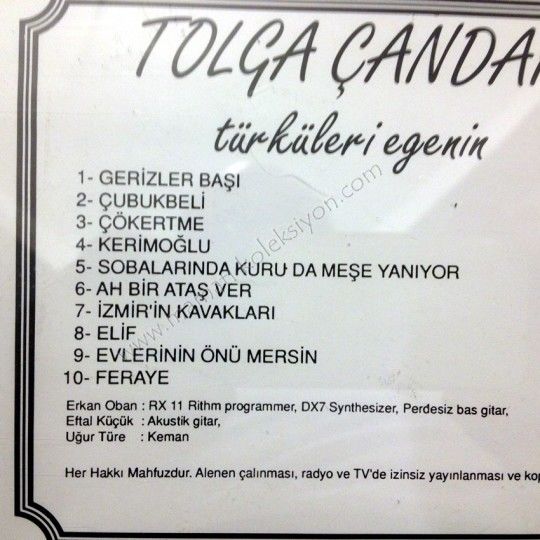 TOLGA ÇANDAR
türküleri egenin
1- GERİZLER BAŞI
2- ÇUBUKBELİ
3- ÇÖKERTME
4- KERİMOĞLU
5- SOBALARINDA KURU DA MEŞE YANIYOR
6- AH BİR ATAŞ VER
7- İZMİR'İN KAVAKLARI
8- ELİF
9- EVLERİNİN ÖNÜ MERSİN
10- FERAYE
Erkan Oban : RX 11 Rithm programmer, DX7 Synthesizer, Perdesiz bas gitar,
Eftal Küçük : Akustik gitar,
Uğur Türe : Keman
Her Hakkı Mahfuzdur. Alenen çalınması, radyo ve TV'de izinsiz yayınlanması ve